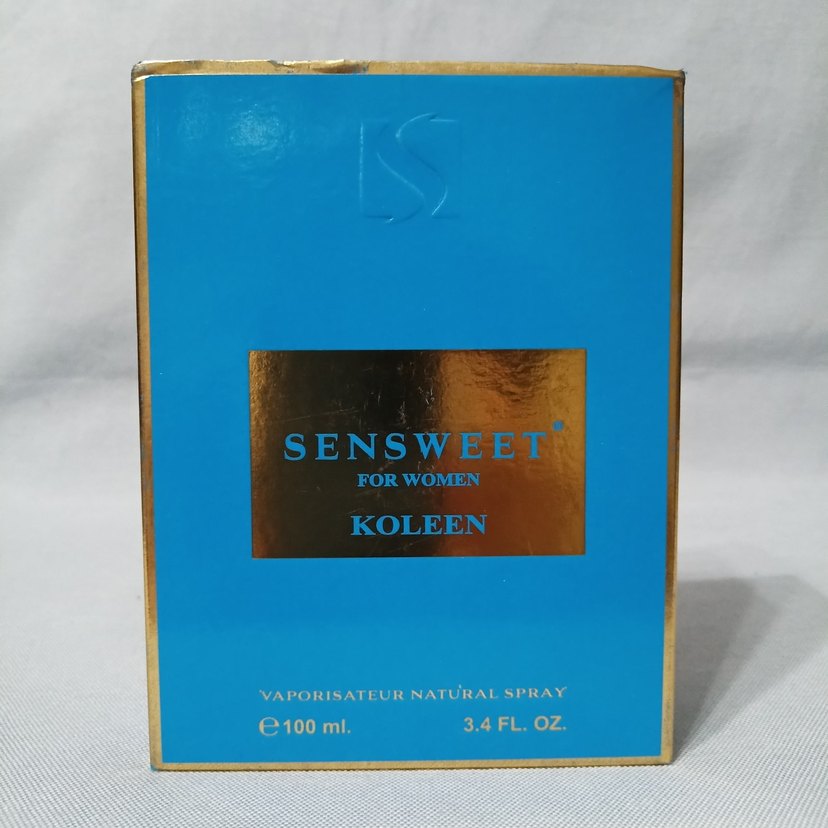 SENSWEET
FOR WOMEN
KOLEEN
VAPORISATEUR NATURAL SPRAY
℮100 ml. 3.4 FL. OZ.